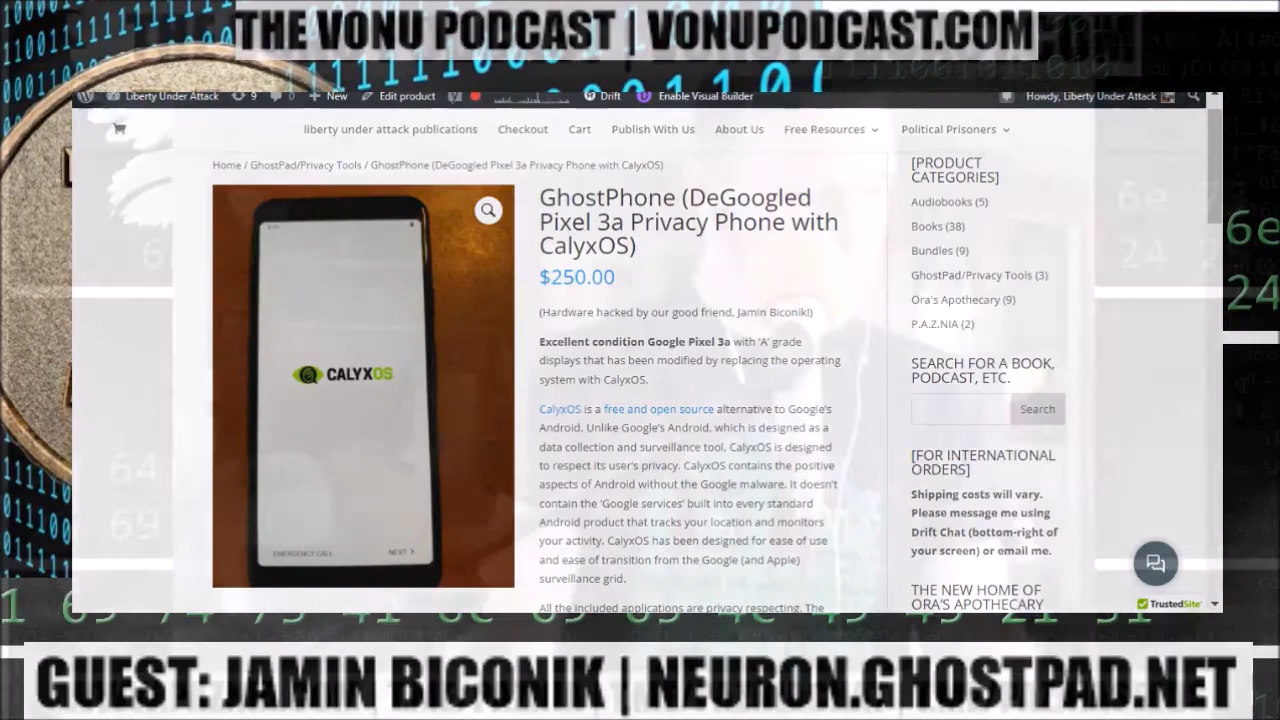 THE VONU PODCAST | VONUPODCAST.COM
Liberty Under Attack 9 0 New Edit product Drift Enable Visual Builder Howdy, Liberty Under Attack
liberty under attack publications Checkout Cart Publish With Us About Us Free Resources Political Prisoners
Home / GhostPad/Privacy Tools / GhostPhone (DeGoogled Pixel 3a Privacy Phone with CalyxOS)
CALYXOS
EMERGENCY CALL NEXT
GhostPhone (DeGoogled
Pixel 3a Privacy Phone with
CalyxOS)
$250.00
(Hardware hacked by our good friend, Jamin Biconik!)
Excellent condition Google Pixel 3a with ‘A’ grade
displays that has been modified by replacing the operating
system with CalyxOS.
CalyxOS is a free and open source alternative to Google’s
Android. Unlike Google’s Android, which is designed as a
data collection and surveillance tool. CalyxOS is designed
to respect its user’s privacy. CalyxOS contains the positive
aspects of Android without the Google malware. It doesn’t
contain the ‘Google services’ built into every standard
Android product that tracks your location and monitors
your activity. CalyxOS has been designed for ease of use
and ease of transition from the Google (and Apple)
surveillance grid.
All the included applications are privacy respecting. The
[PRODUCT
CATEGORIES]
Audiobooks (5)
Books (38)
Bundles (9)
GhostPad/Privacy Tools (3)
Ora's Apothecary (9)
P.A.Z.NIA (2)
SEARCH FOR A BOOK,
PODCAST, ETC.
Search
[FOR INTERNATIONAL
ORDERS]
Shipping costs will vary.
Please message me using
Drift Chat (bottom-right of
your screen) or email me.
THE NEW HOME OF
ORA'S APOTHECARY
TrustedSite
GUEST: JAMIN BICONIK | NEURON.GHOSTPAD.NET